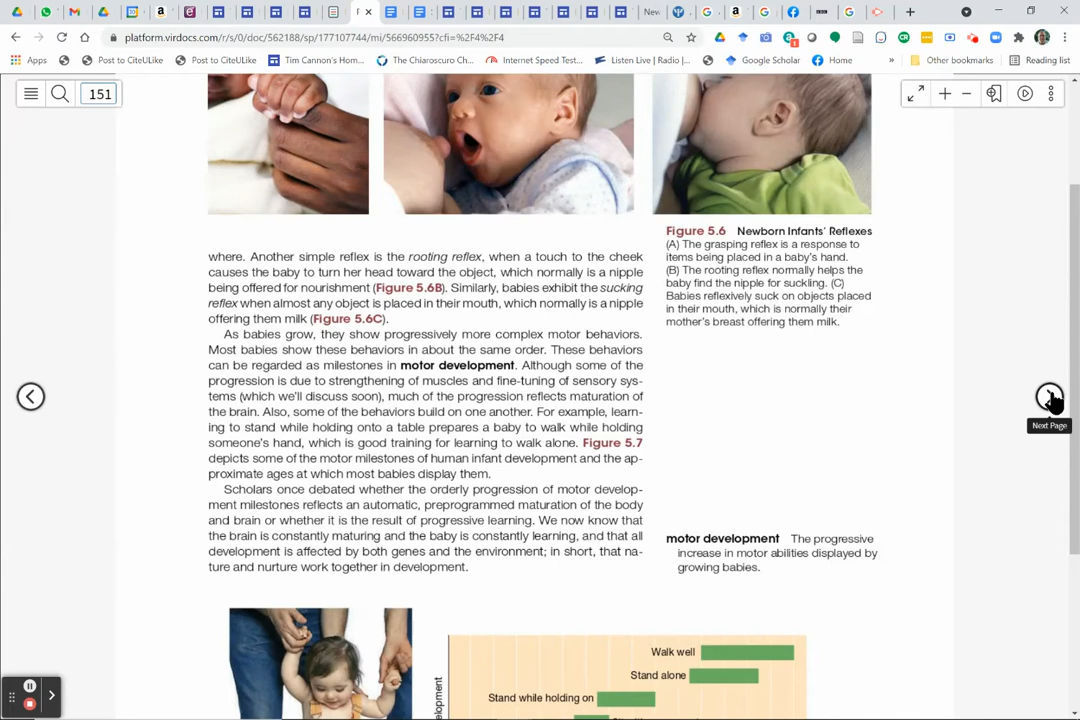 New
platform.virdocs.com/r/s/0/doc/562188/sp/177107744/mi/566960955?cfi=%2F4%2F4
Apps
Post to CiteULike
Post to CiteULike
Tim Cannon's Hom...
The Chiaroscuro Ch...
Internet Speed Test...
Listen Live | Radio |...
Google Scholar
Home
»
Other bookmarks
Reading list
151
Figure 5.6 Newborn Infants' Reflexes
(A) The grasping reflex is a response to
items being placed in a baby's hand.
(B) The rooting reflex normally helps the
baby find the nipple for suckling. (C)
Babies reflexively suck on objects placed
in their mouth, which is normally their
mother's breast offering them milk.
where. Another simple reflex is the rooting reflex, when a touch to the cheek
causes the baby to turn her head toward the object, which normally is a nipple
being offered for nourishment (Figure 5.6B). Similarly, babies exhibit the sucking
reflex when almost any object is placed in their mouth, which normally is a nipple
offering them milk (Figure 5.6C).
As babies grow, they show progressively more complex motor behaviors.
Most babies show these behaviors in about the same order. These behaviors
can be regarded as milestones in motor development. Although some of the
progression is due to strengthening of muscles and fine-tuning of sensory sys-
tems (which we'll discuss soon), much of the progression reflects maturation of
the brain. Also, some of the behaviors build on one another. For example, learn-
ing to stand while holding onto a table prepares a baby to walk while holding
someone's hand, which is good training for learning to walk alone. Figure 5.7
depicts some of the motor milestones of human infant development and the ap-
proximate ages at which most babies display them.
Scholars once debated whether the orderly progression of motor develop-
ment milestones reflects an automatic, preprogrammed maturation of the body
and brain or whether it is the result of progressive learning. We now know that
the brain is constantly maturing and the baby is constantly learning, and that all
development is affected by both genes and the environment; in short, that na-
ture and nurture work together in development.
Next Page
motor development The progressive
increase in motor abilities displayed by
growing babies.
Walk well
Stand alone
Stand while holding on